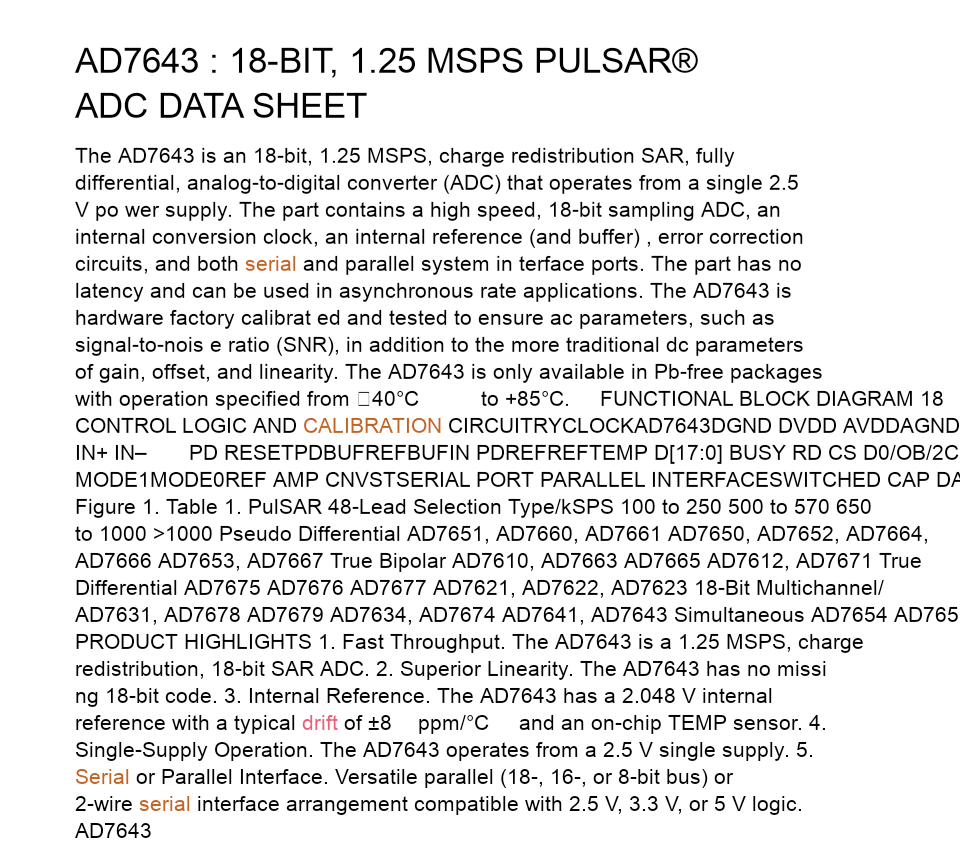 AD7643 : 18-BIT, 1.25 MSPS PULSAR®
ADC DATA SHEET
The AD7643 is an 18-bit, 1.25 MSPS, charge redistribution SAR, fully
differential, analog-to-digital converter (ADC) that operates from a single 2.5
V po wer supply. The part contains a high speed, 18-bit sampling ADC, an
internal conversion clock, an internal reference (and buffer) , error correction
circuits, and both serial and parallel system in terface ports. The part has no
latency and can be used in asynchronous rate applications. The AD7643 is
hardware factory calibrat ed and tested to ensure ac parameters, such as
signal-to-nois e ratio (SNR), in addition to the more traditional dc parameters
of gain, offset, and linearity. The AD7643 is only available in Pb-free packages
with operation specified from 40°C to +85°C. FUNCTIONAL BLOCK DIAGRAM 18
CONTROL LOGIC AND CALIBRATION CIRCUITRYCLOCKAD7643DGND DVDD AVDDAGND
IN+ IN– PD RESETPDBUFREFBUFIN PDREFREFTEMP D[17:0] BUSY RD CS D0/OB/2C
MODE1MODE0REF AMP CNVSTSERIAL PORT PARALLEL INTERFACESWITCHED CAP DA
Figure 1. Table 1. PulSAR 48-Lead Selection Type/kSPS 100 to 250 500 to 570 650
to 1000 >1000 Pseudo Differential AD7651, AD7660, AD7661 AD7650, AD7652, AD7664,
AD7666 AD7653, AD7667 True Bipolar AD7610, AD7663 AD7665 AD7612, AD7671 True
Differential AD7675 AD7676 AD7677 AD7621, AD7622, AD7623 18-Bit Multichannel/
AD7631, AD7678 AD7679 AD7634, AD7674 AD7641, AD7643 Simultaneous AD7654 AD765
PRODUCT HIGHLIGHTS 1. Fast Throughput. The AD7643 is a 1.25 MSPS, charge
redistribution, 18-bit SAR ADC. 2. Superior Linearity. The AD7643 has no missi
ng 18-bit code. 3. Internal Reference. The AD7643 has a 2.048 V internal
reference with a typical drift of ±8 ppm/°C and an on-chip TEMP sensor. 4.
Single-Supply Operation. The AD7643 operates from a 2.5 V single supply. 5.
Serial or Parallel Interface. Versatile parallel (18-, 16-, or 8-bit bus) or
2-wire serial interface arrangement compatible with 2.5 V, 3.3 V, or 5 V logic.
AD7643